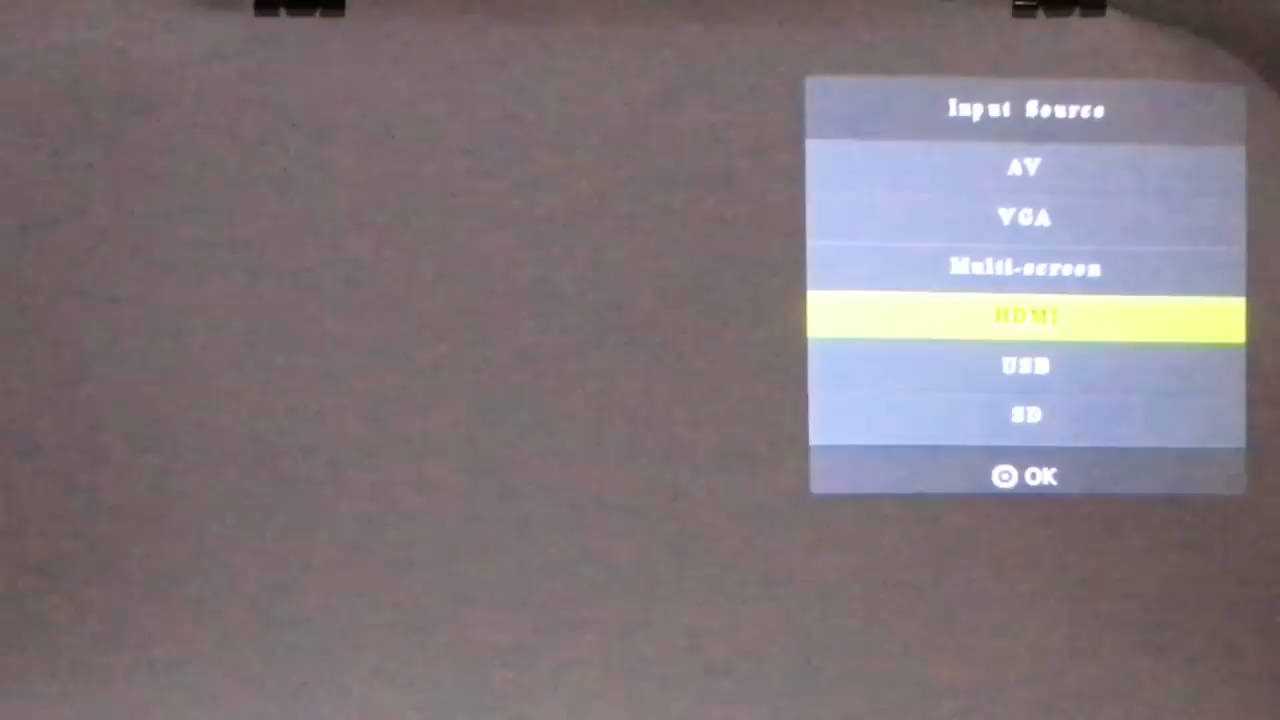 Input Source
AV
VGA
Multi-screen
HDMI
USB
SD
OK